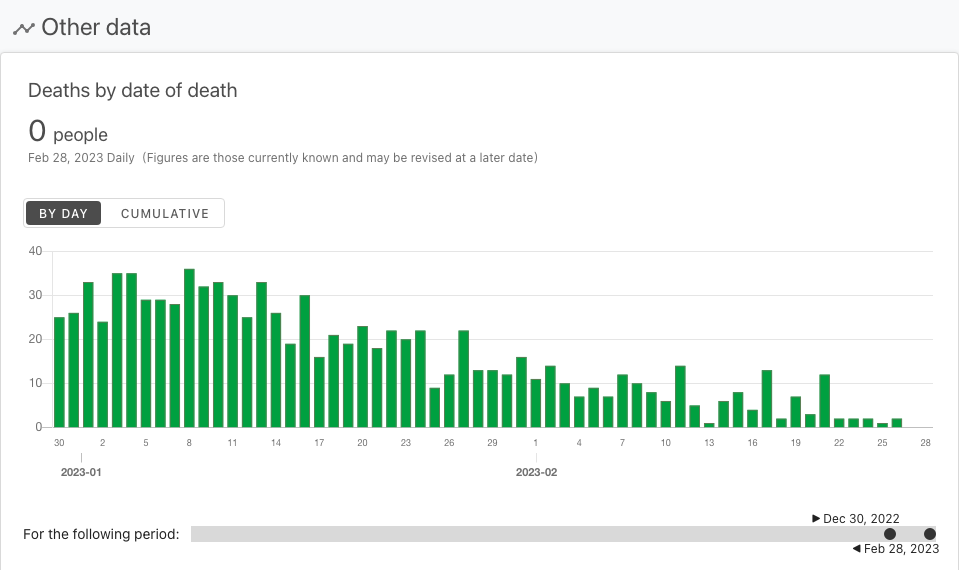 Other data
Deaths by date of death
0 people
Feb 28, 2023 Daily (Figures are those currently known and may be revised at a later date)
BY DAY CUMULATIVE
40
30
20
10
0
30 2 5 8 11 14 17 20 23 26 29 1 4 7 10 13 16 19 22 25 28
2023-01 2023-02
Dec 30, 2022
For the following period:
Feb 28, 2023